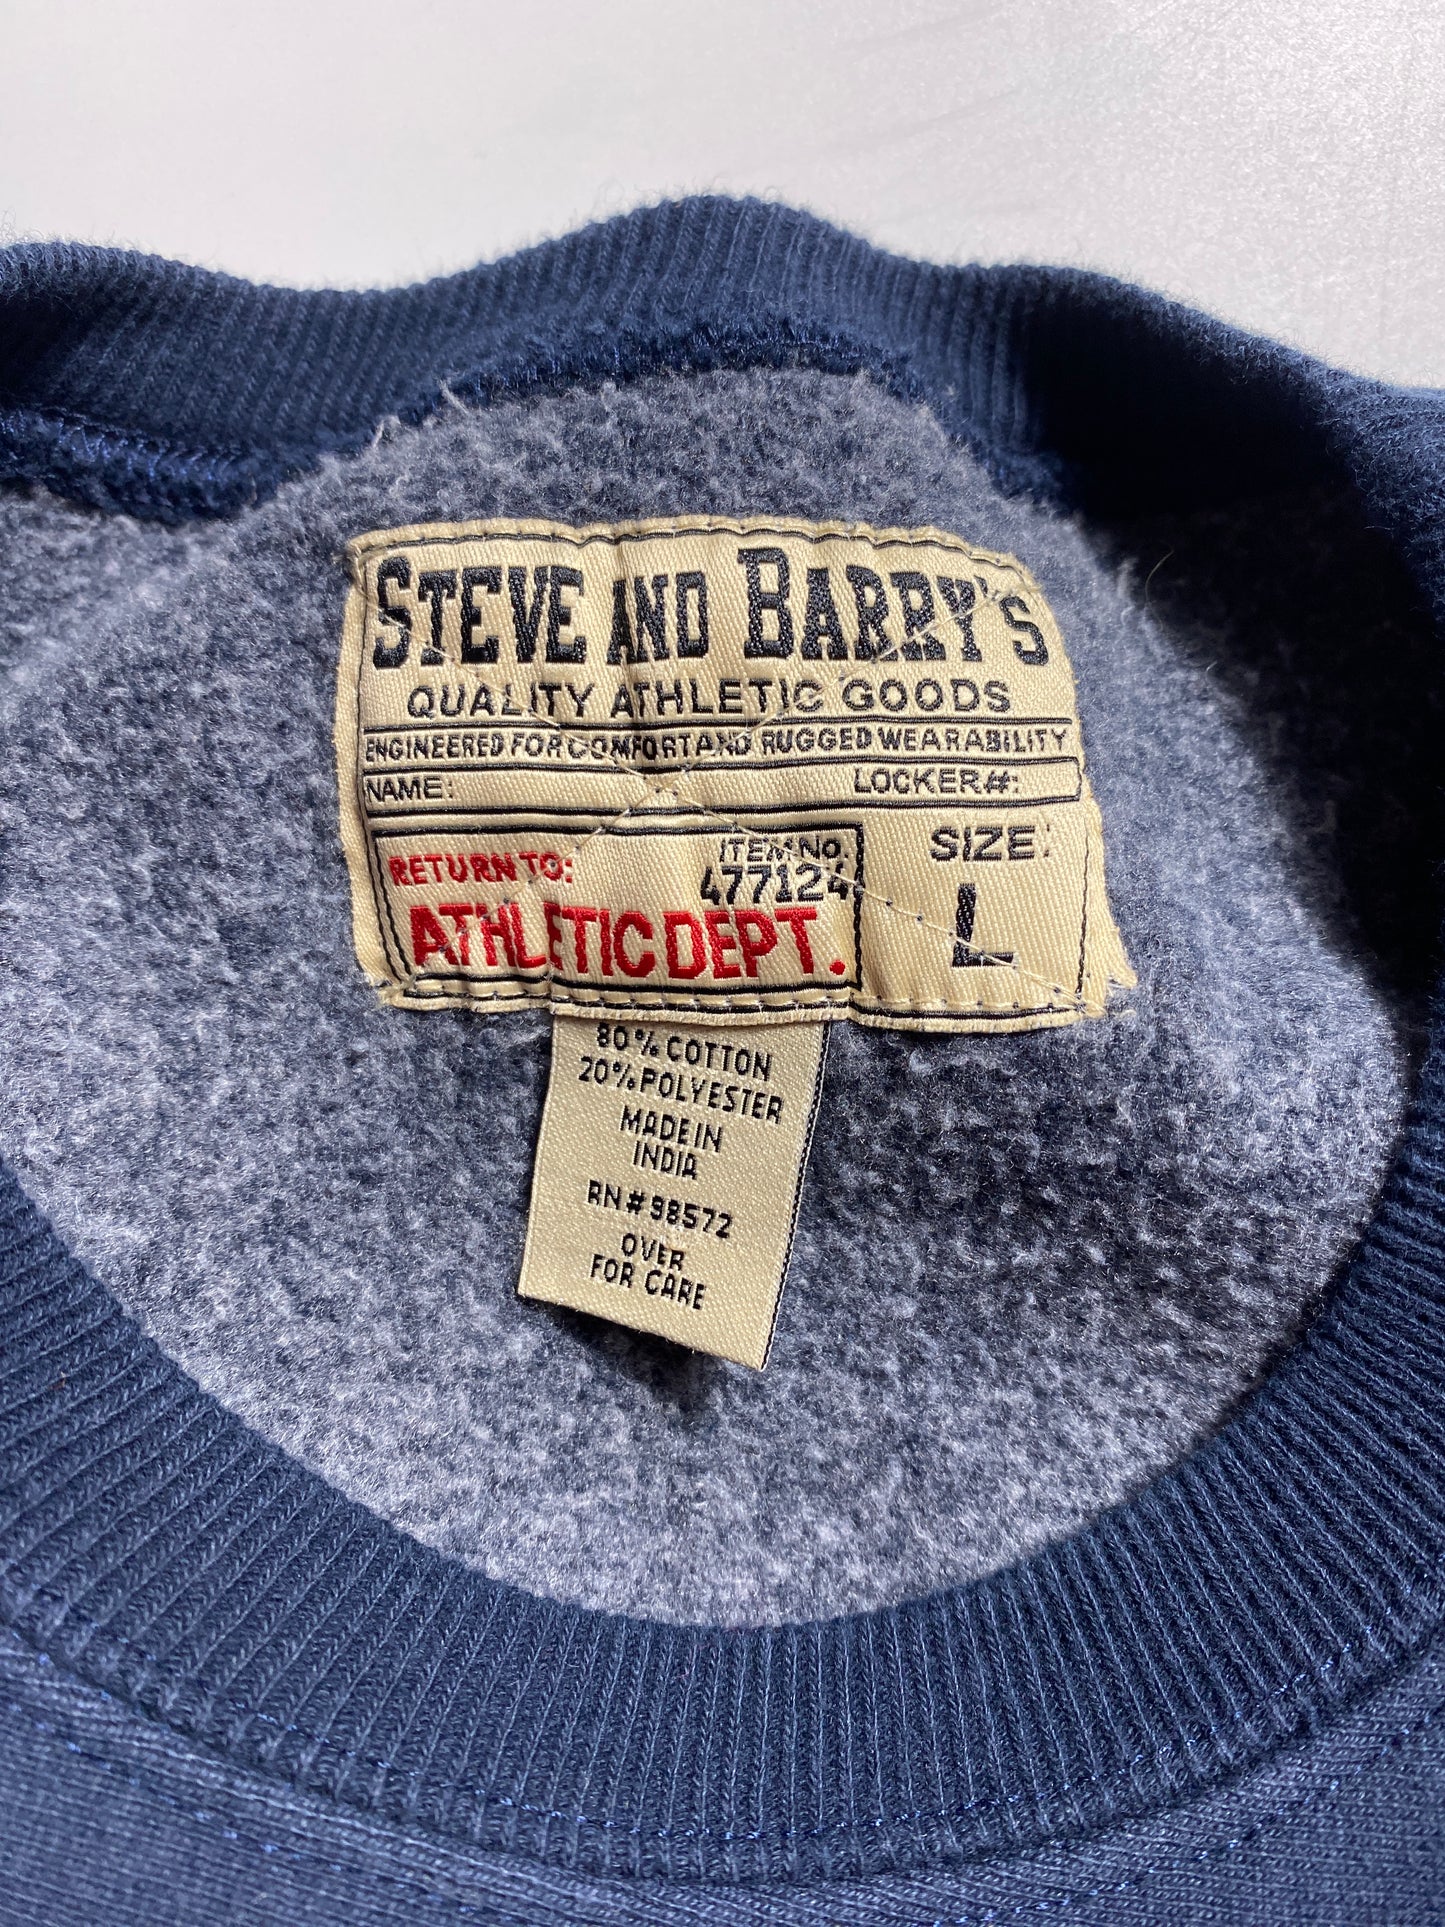 STEVE AND BARRY'S
QUALITY ATHLETIC GOODS
ENGINEERED FOR COMFORT AND RUGGED WEARABILITY
NAME: LOCKER#:
RETURN TO: ITEM NO.
477124
ATHLETIC DEPT.
SIZE:
L
80% COTTON
20% POLYESTER
MADE IN
INDIA
RN#98572
OVER
FOR CARE